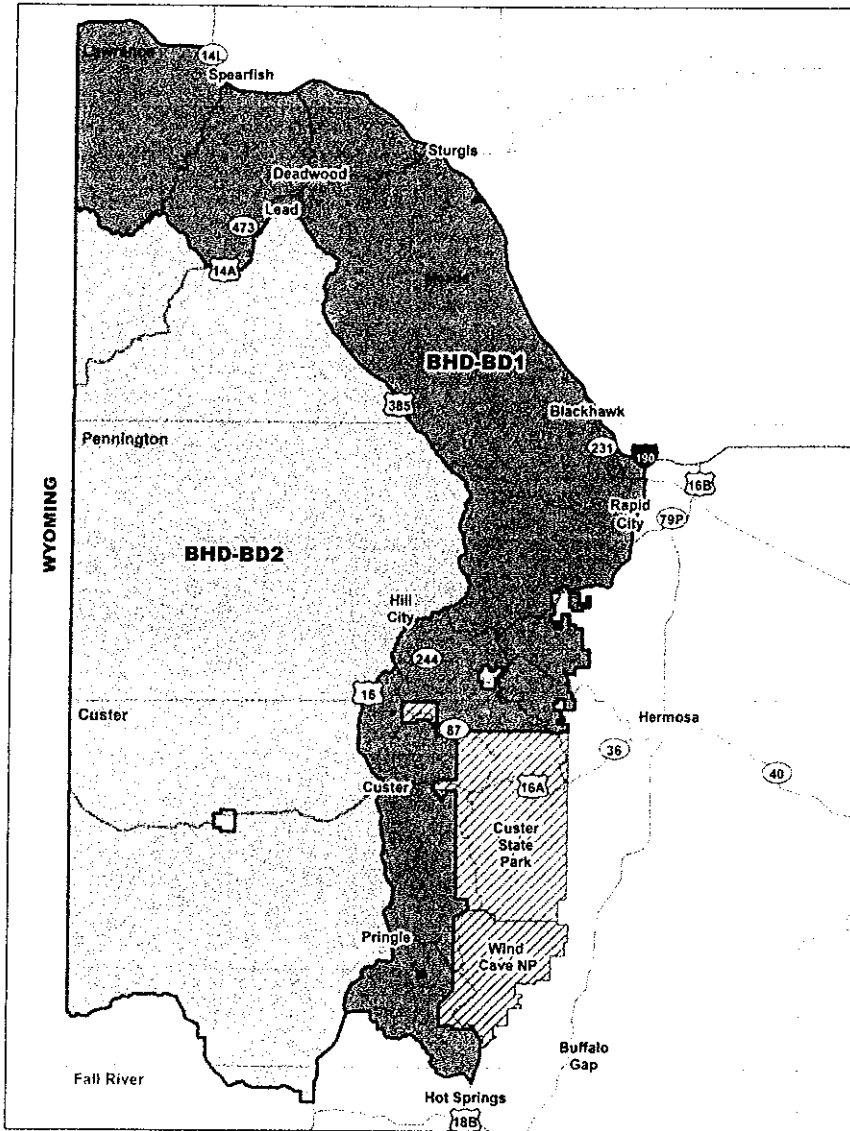 Lawrence
14L
Spearfish
Sturgis
Deadwood
Lead
473
14A
BHD-BD1
385
Blackhawk
Pennington
231
190
16B
WYOMING
Rapid
City
79P
BHD-BD2
Hill
City
244
16
Custer
87
Hermosa
36
40
Custer
16A
Custer
State
Park
Pringle
Wind
Cave NP
Buffalo
Gap
Fall River
Hot Springs
18B